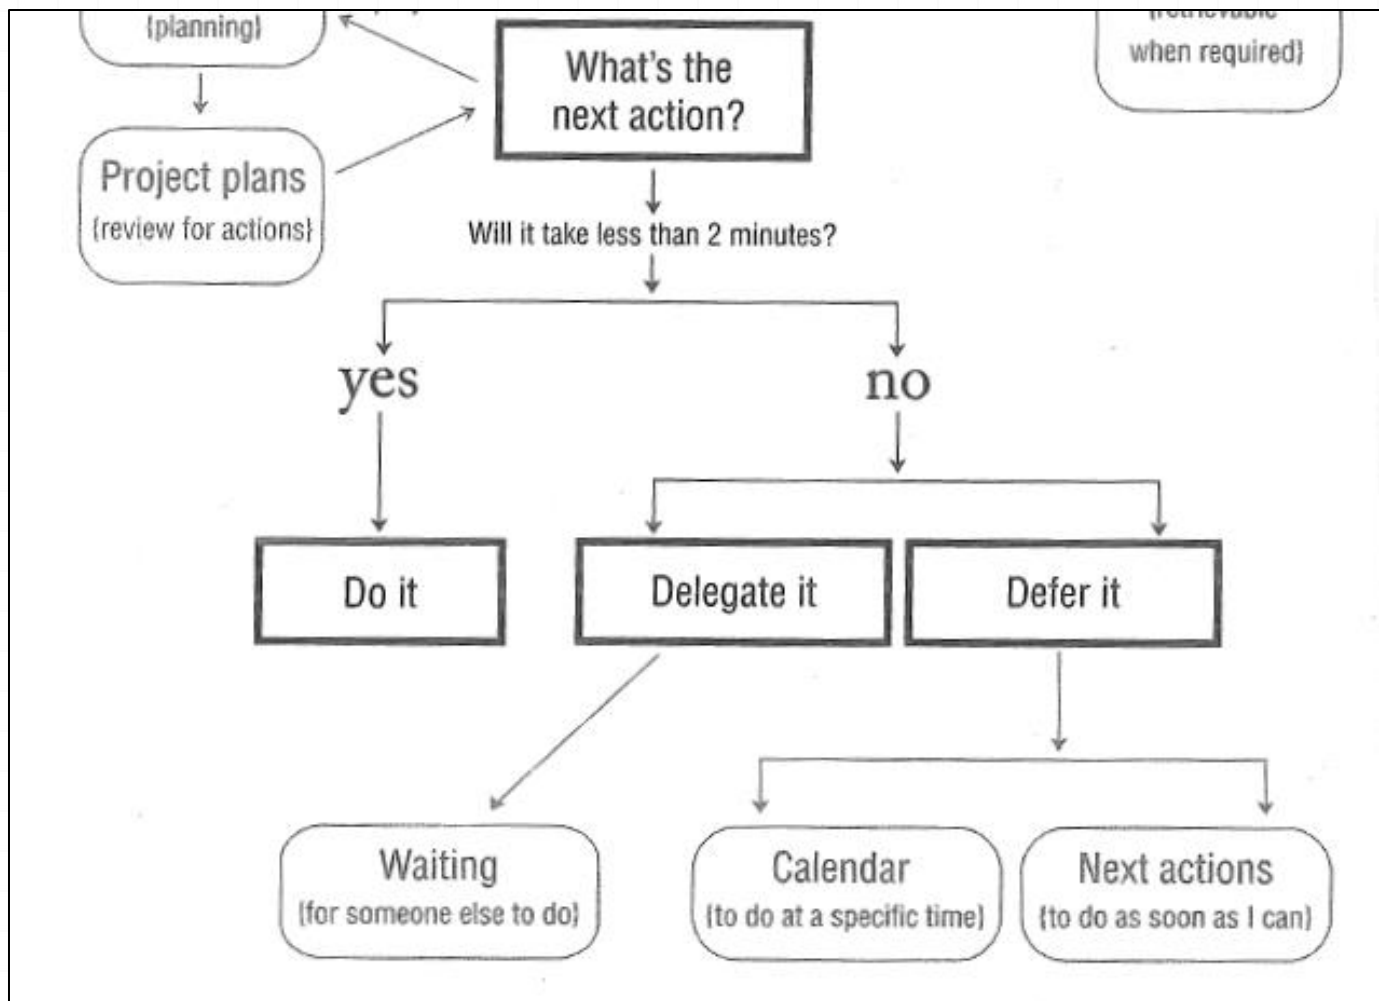 {planning}
What's the
next action?
when required}
Project plans
{review for actions}
Will it take less than 2 minutes?
yes
no
Do it
Delegate it
Defer it
Waiting
{for someone else to do}
Calendar
{to do at a specific time}
Next actions
{to do as soon as I can}